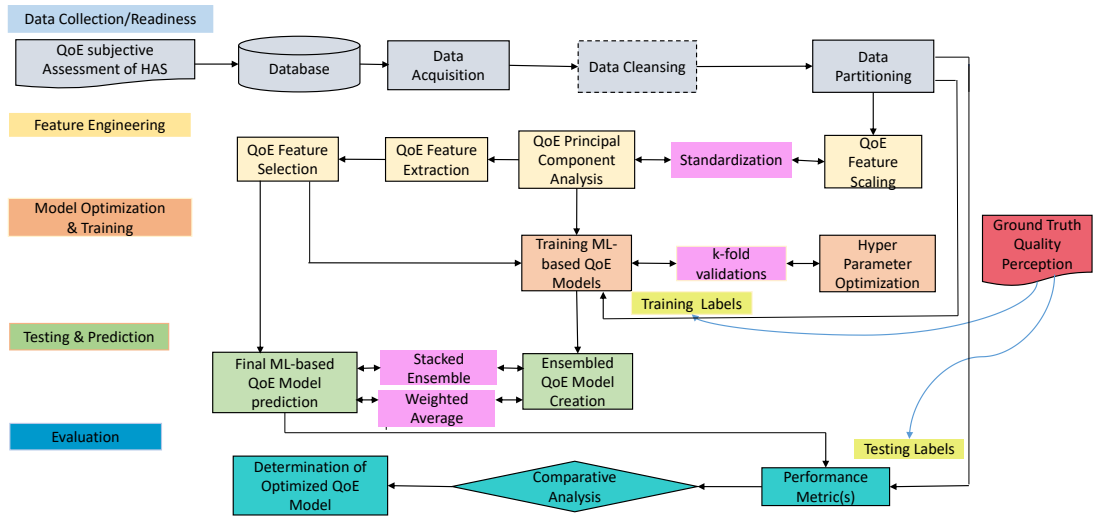 Data Collection/Readiness
QoE subjective
Assessment of HAS
Database
Data
Acquisition
Data Cleansing
Data
Partitioning
Feature Engineering
QoE Feature
Selection
QoE Feature
Extraction
QoE Principal
Component
Analysis
Standardization
QoE
Feature
Scaling
Model Optimization
& Training
Training ML-
based QoE
Models
k-fold
validations
Hyper
Parameter
Optimization
Ground Truth
Quality
Perception
Training Labels
Testing & Prediction
Final ML-based
QoE Model
prediction
Stacked
Ensemble
Weighted
Average
Ensembled
QoE Model
Creation
Evaluation
Testing Labels
Determination of
Optimized QoE
Model
Comparative
Analysis
Performance
Metric(s)